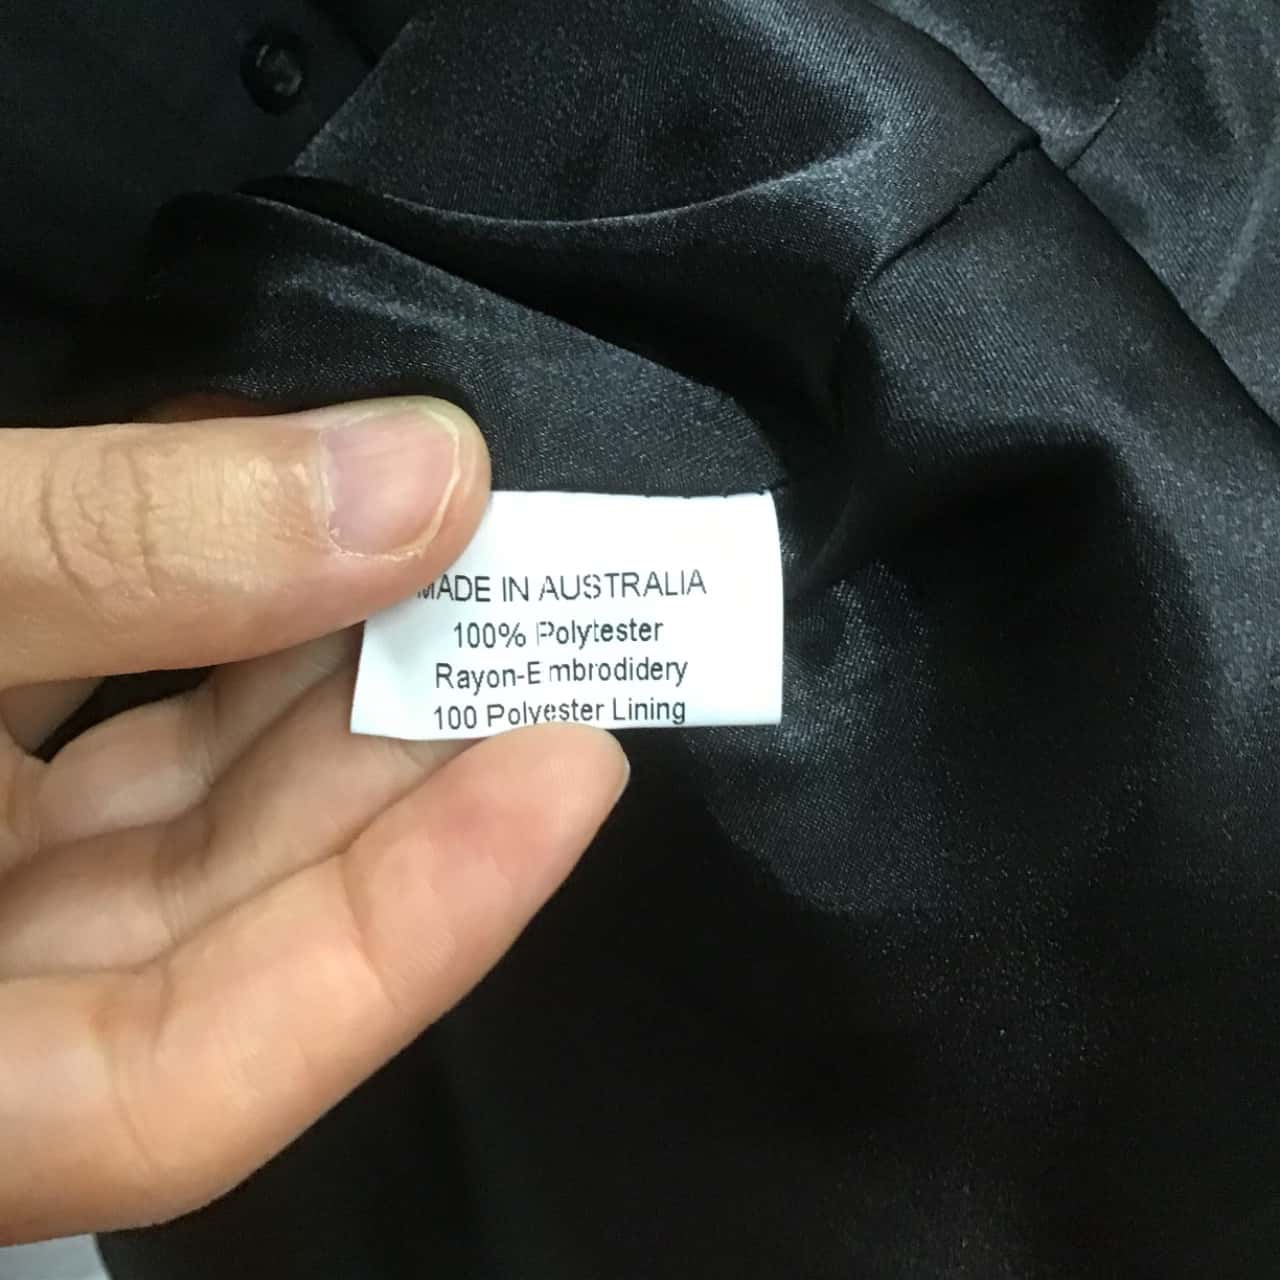 MADE IN AUSTRALIA
100% Polytester
Rayon-Embrodidery
100 Polyester Lining